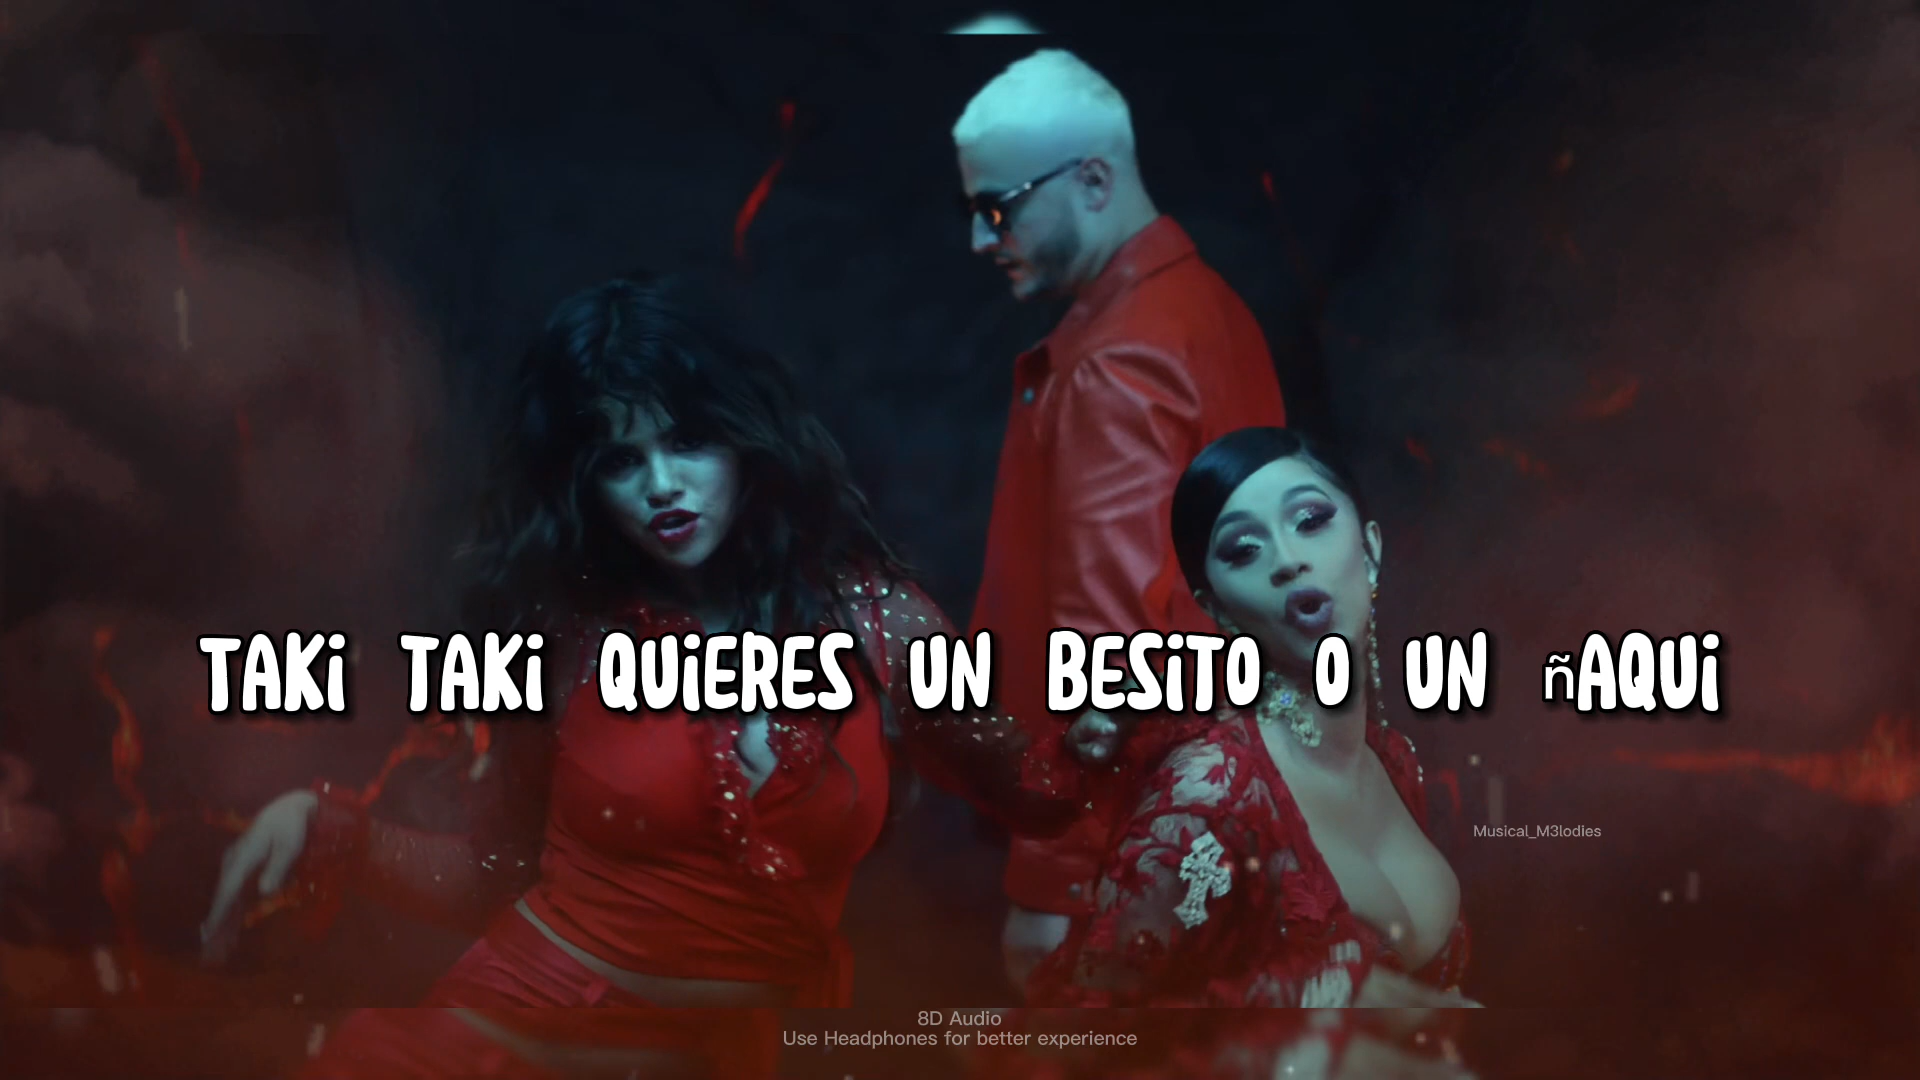 TAKi TAKi QUiERES UN BESiTO O UN ñAQUi
Musical_M3lodies
8D Audio
Use Headphones for better experience